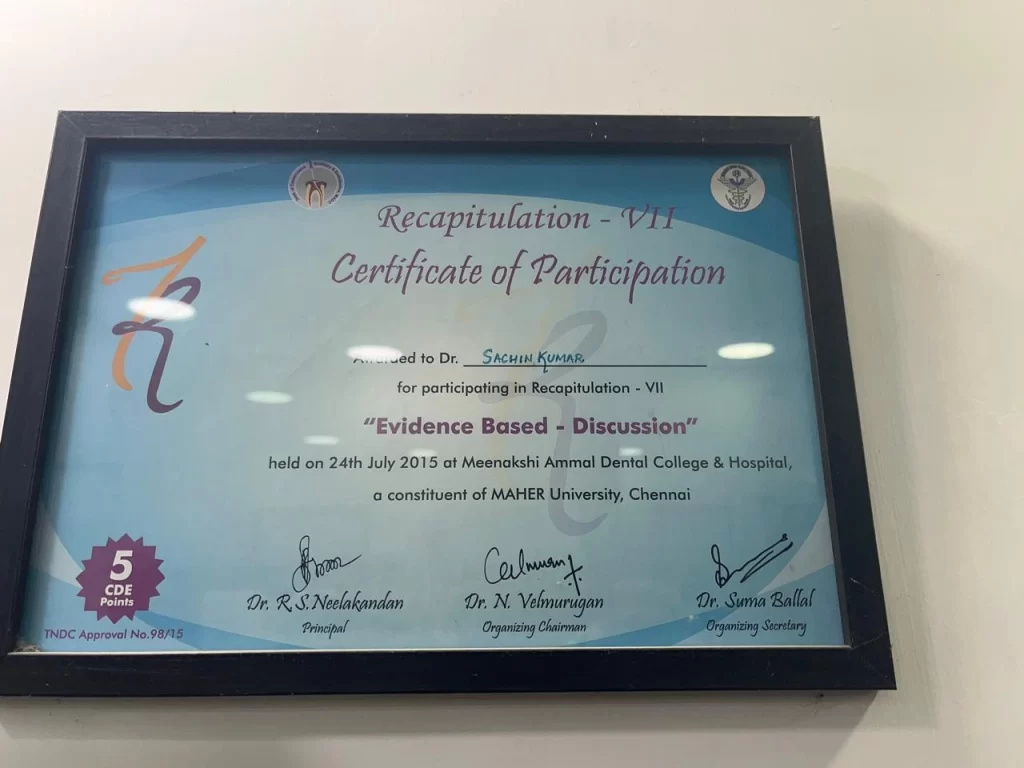 Recapitulation - VII
Certificate of Participation
Awarded to Dr. SACHIN KUMAR
for participating in Recapitulation - VII
“Evidence Based - Discussion”
held on 24th July 2015 at Meenakshi Ammal Dental College & Hospital,
a constituent of MAHER University, Chennai
5
CDE
Points
TNDC Approval No.98/15
Dr. R.S.Neelakandan
Principal
Dr. N. Velmurugan
Organizing Chairman
Dr. Suma Ballal
Organizing Secretary